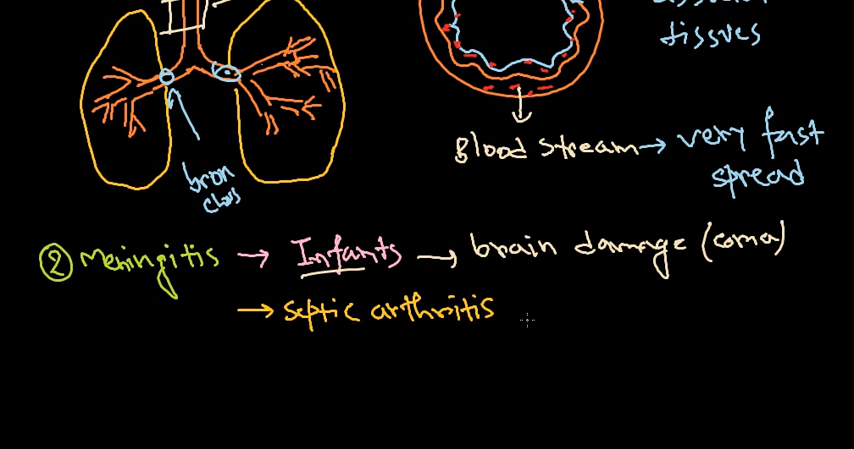 tissues
Blood stream → very fast
spread
bron
chus
② Meningitis → Infants → brain damage (coma)
→ septic arthritis